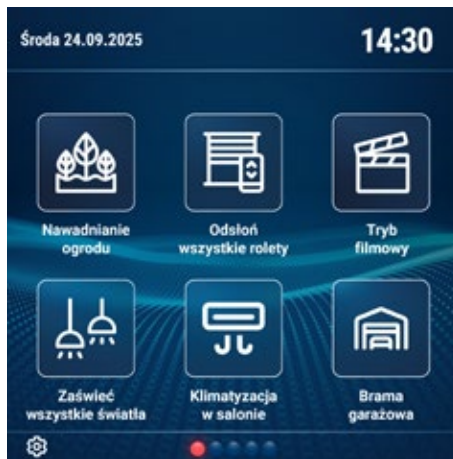 Środa 24.09.2025
14:30
Nawadnianie
ogrodu
Odsłoń
wszystkie rolety
Tryb
filmowy
Zaświeć
wszystkie światła
Klimatyzacja
w salonie
Brama
garażowa